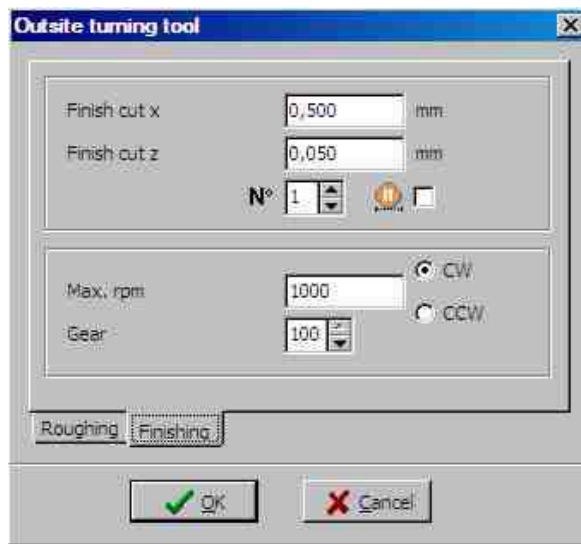 Outsite turning tool
Finish cut x 0,500 mm
Finish cut z 0,050 mm
N° 1
CW
Max. rpm 1000
CCW
Gear 100
Roughing Finishing
OK Cancel